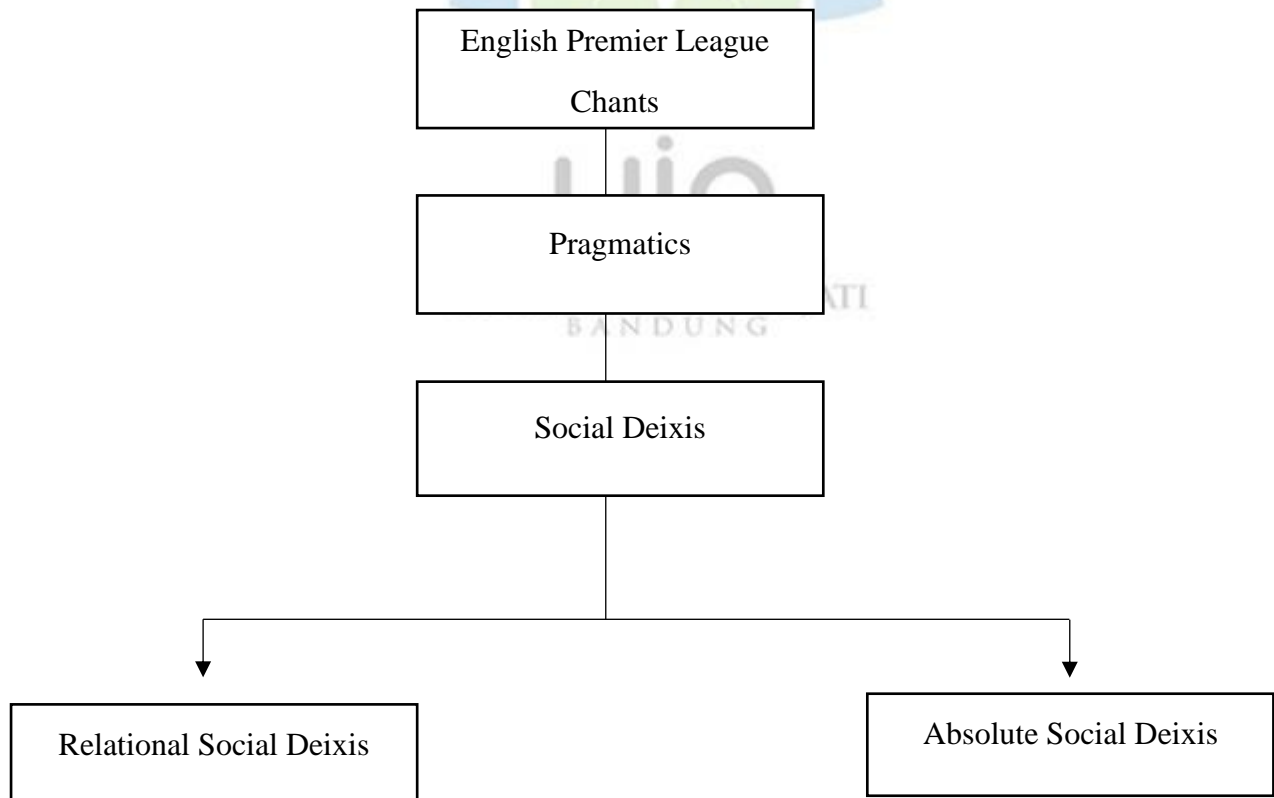 English Premier League
Chants
Pragmatics
BANDUNG
Social Deixis
Relational Social Deixis
Absolute Social Deixis